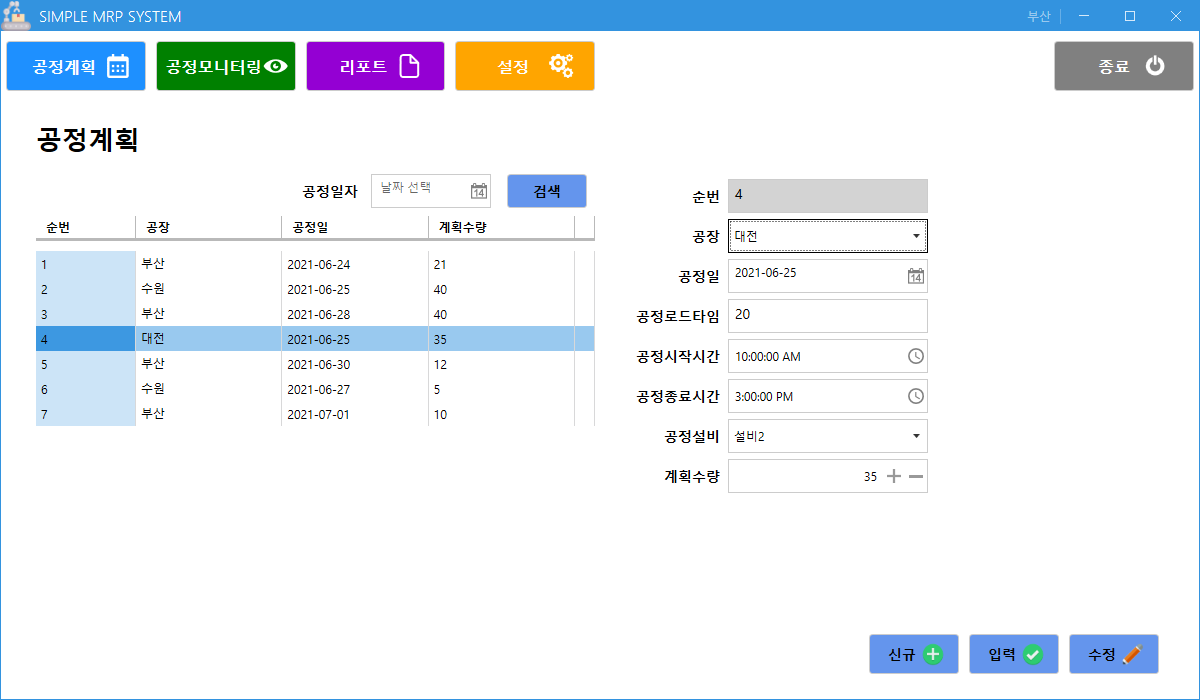 SIMPLE MRP SYSTEM 부산
공정계획 공정모니터링 리포트 설정 종료
공정계획
공정일자 날짜 선택 14 검색
순번 공장 공정일 계획수량
1 부산 2021-06-24 21
2 수원 2021-06-25 40
3 부산 2021-06-28 40
4 대전 2021-06-25 35
5 부산 2021-06-30 12
6 수원 2021-06-27 5
7 부산 2021-07-01 10
순번 4
공장 대전
공정일 2021-06-25 14
공정로드타임 20
공정시작시간 10:00:00 AM
공정종료시간 3:00:00 PM
공정설비 설비2
계획수량 35
신규 입력 수정